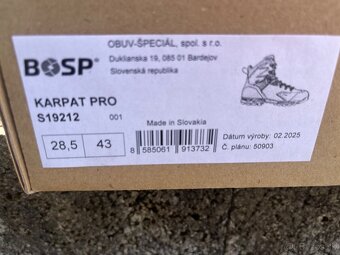 OBUV-ŠPECIÁL, spol. s r.o.
Duklianska 19, 085 01 Bardejov
Slovenská republika
BOSP®
KARPAT PRO
S19212 001
Made in Slovakia
28,5 43
8 585061 913732
Dátum výroby: 02.2025
Č. plánu: 50903